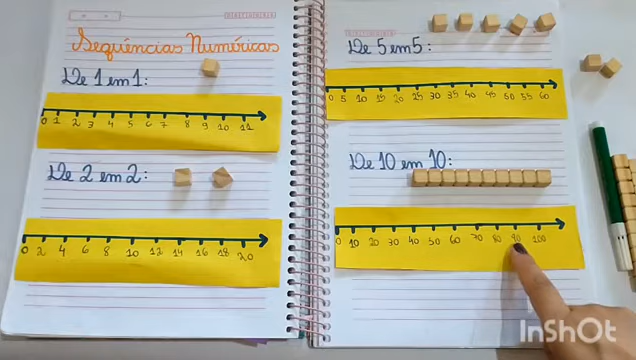 Sequências Numéricas
De 1 em 1:
0 1 2 3 4 5 6 7 8 9 10 11
De 2 em 2:
0 2 4 6 8 10 12 14 16 18 20
De 5 em 5:
0 5 10 15 20 25 30 35 40 45 50 55 60
De 10 em 10:
0 10 20 30 40 50 60 70 80 90 100
InShOt